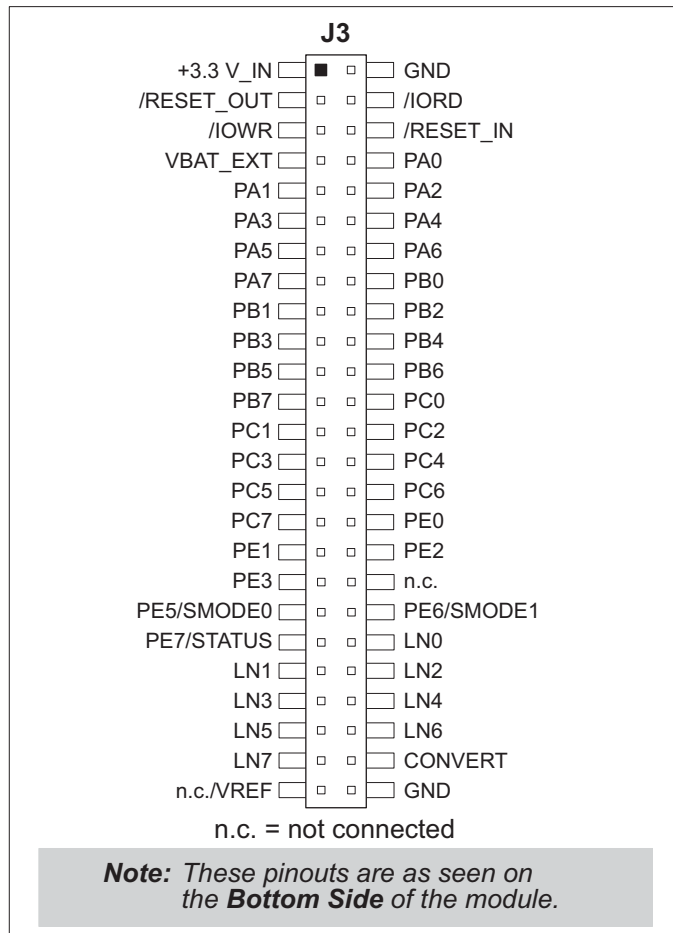 J3
+3.3 V_IN GND
/RESET_OUT /IORD
/IOWR /RESET_IN
VBAT_EXT PA0
PA1 PA2
PA3 PA4
PA5 PA6
PA7 PB0
PB1 PB2
PB3 PB4
PB5 PB6
PB7 PC0
PC1 PC2
PC3 PC4
PC5 PC6
PC7 PE0
PE1 PE2
PE3 n.c.
PE5/SMODE0 PE6/SMODE1
PE7/STATUS LN0
LN1 LN2
LN3 LN4
LN5 LN6
LN7 CONVERT
n.c./VREF GND
n.c. = not connected
Note: These pinouts are as seen on
the Bottom Side of the module.